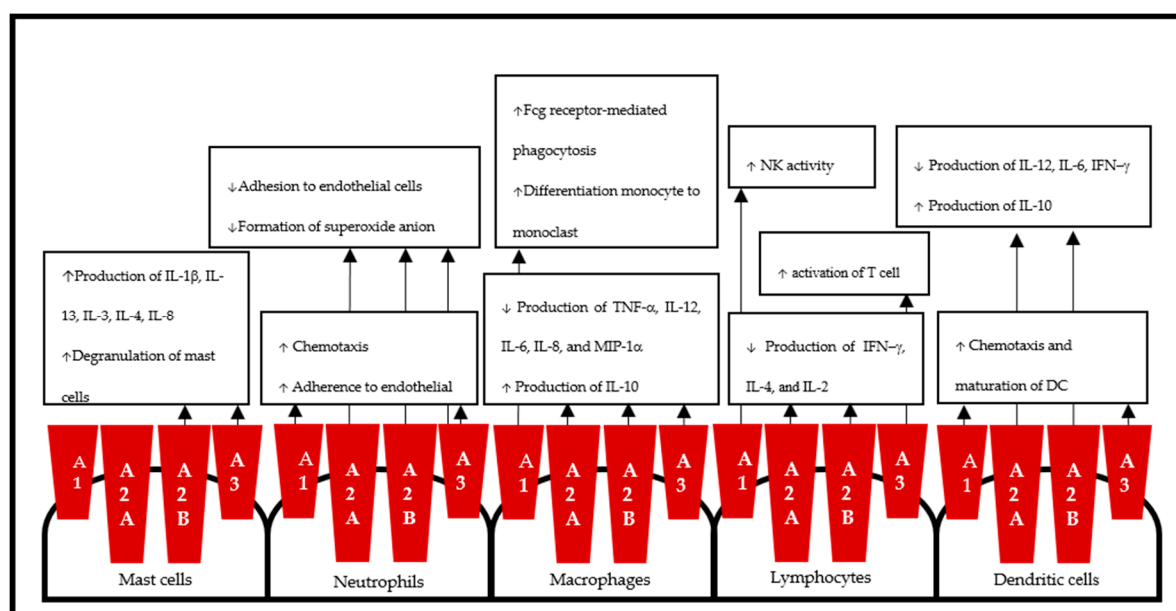 ↑Production of IL-1β, IL-
13, IL-3, IL-4, IL-8
↑Degranulation of mast
cells
↓Adhesion to endothelial cells
↓Formation of superoxide anion
↑ Chemotaxis
↑ Adherence to endothelial
↑Fcg receptor-mediated
phagocytosis
↑Differentiation monocyte to
monoclast
↓ Production of TNF-α, IL-12,
IL-6, IL-8, and MIP-1α
↑ Production of IL-10
↑ NK activity
↑ activation of T cell
↓ Production of IFN–γ,
IL-4, and IL-2
↓ Production of IL-12, IL-6, IFN–γ
↑ Production of IL-10
↑ Chemotaxis and
maturation of DC
A1
A2A
A2B
A3
Mast cells
A1
A2A
A2B
A3
Neutrophils
A1
A2A
A2B
A3
Macrophages
A1
A2A
A2B
A3
Lymphocytes
A1
A2A
A2B
A3
Dendritic cells